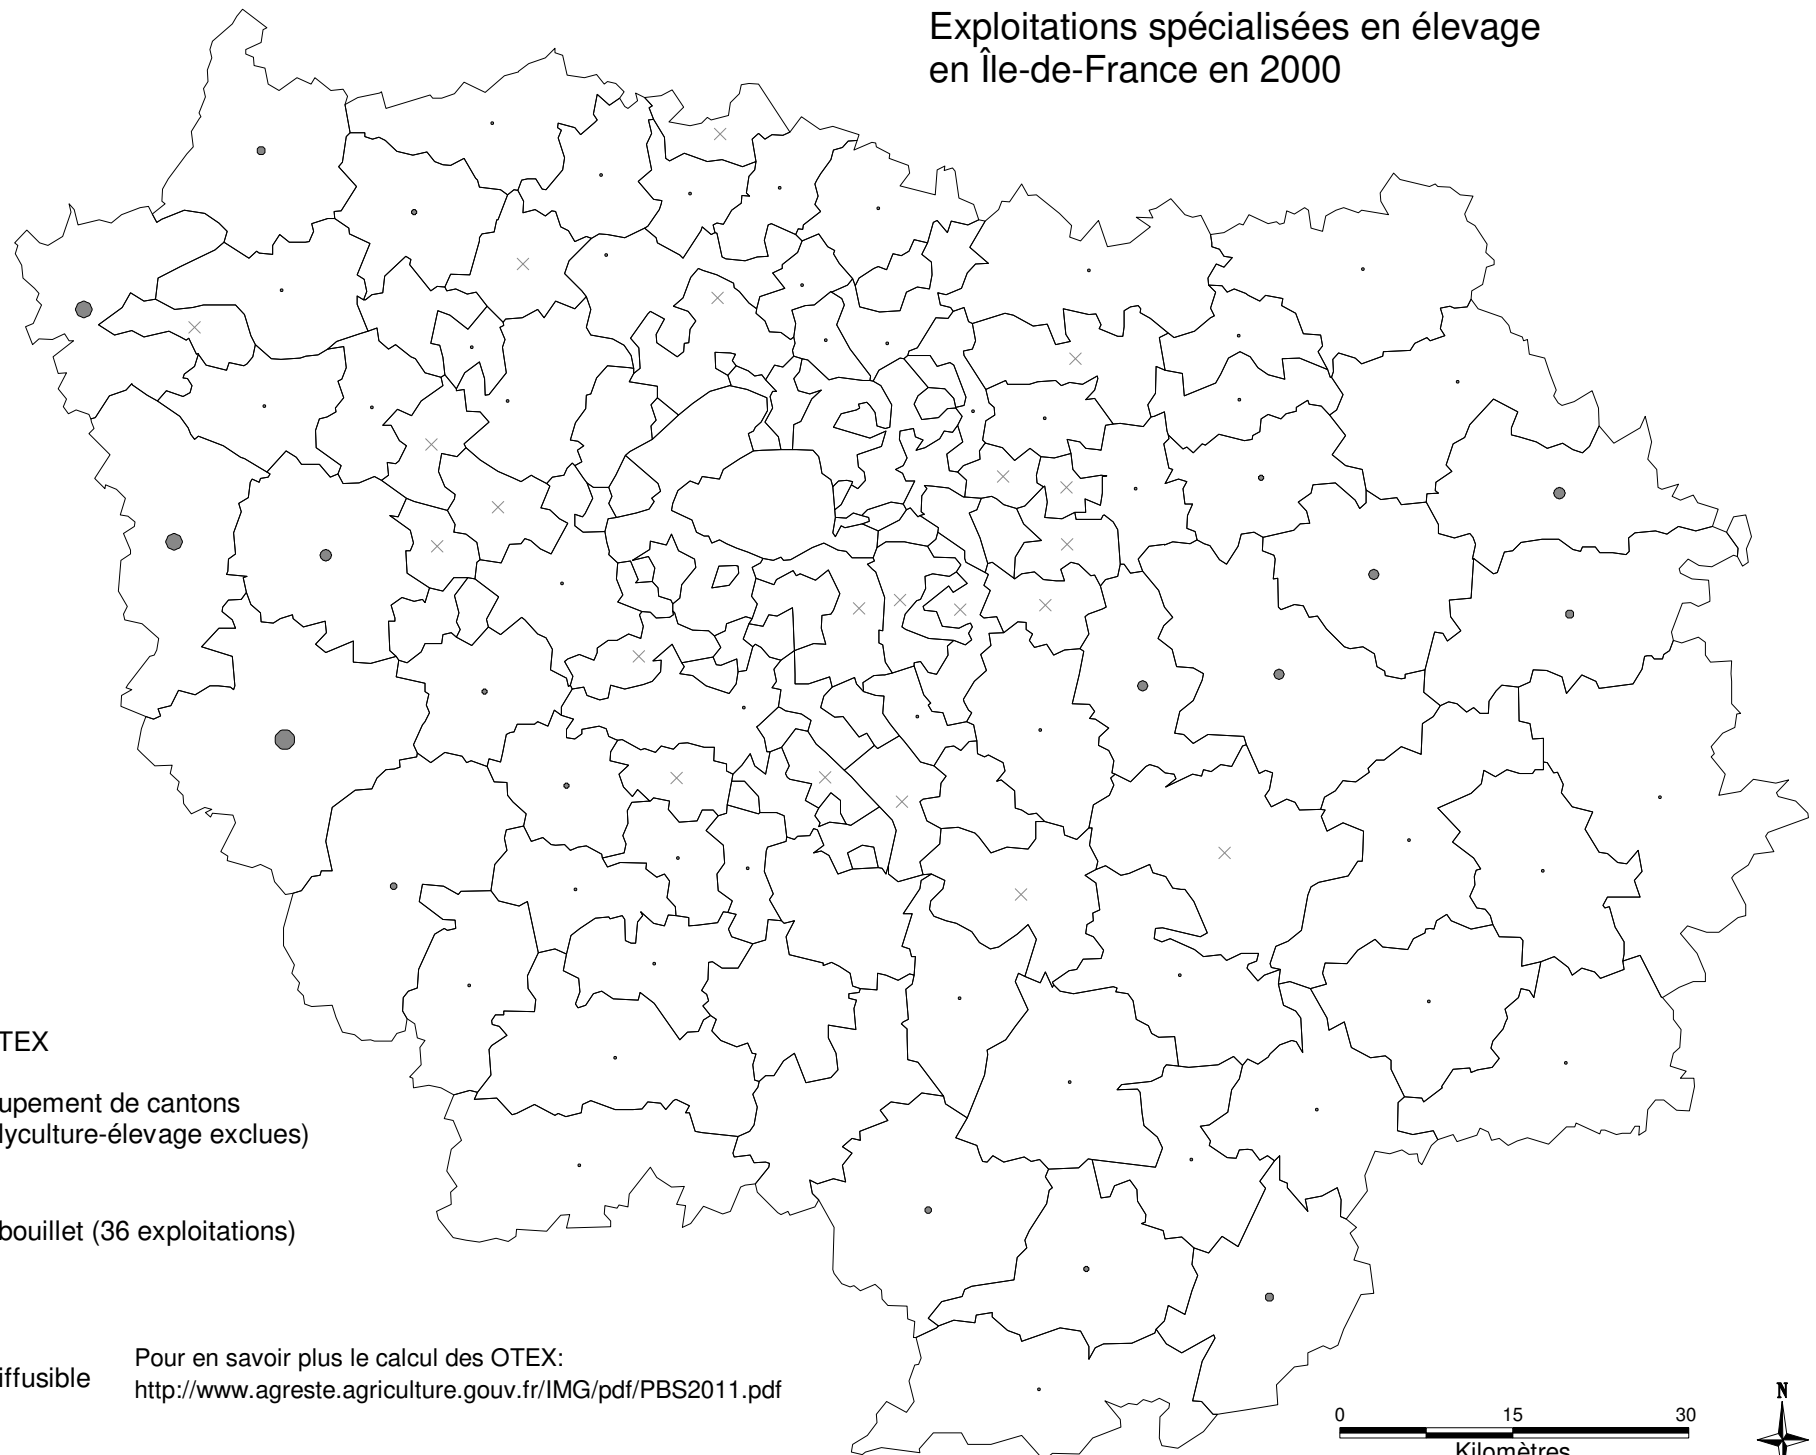 Exploitations spécialisées en élevage
en Île-de-France en 2000
TEX
upement de cantons
lyculture-élevage exclues)
bouillet (36 exploitations)
iffusible
Pour en savoir plus le calcul des OTEX:
http://www.agreste.agriculture.gouv.fr/IMG/pdf/PBS2011.pdf
0 15 30
Kilomètres
N